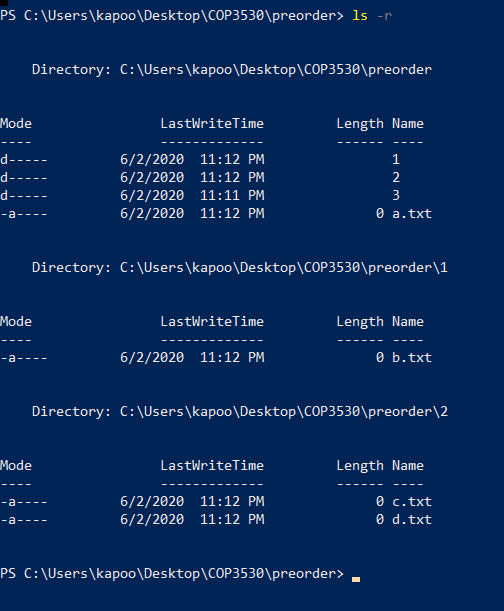 PS C:\Users\kapoo\Desktop\COP3530\preorder> ls -r
Directory: C:\Users\kapoo\Desktop\COP3530\preorder
Mode LastWriteTime Length Name
---- ------------- ------ ----
d----- 6/2/2020 11:12 PM 1
d----- 6/2/2020 11:12 PM 2
d----- 6/2/2020 11:11 PM 3
-a---- 6/2/2020 11:12 PM 0 a.txt
Directory: C:\Users\kapoo\Desktop\COP3530\preorder\1
Mode LastWriteTime Length Name
---- ------------- ------ ----
-a---- 6/2/2020 11:12 PM 0 b.txt
Directory: C:\Users\kapoo\Desktop\COP3530\preorder\2
Mode LastWriteTime Length Name
---- ------------- ------ ----
-a---- 6/2/2020 11:12 PM 0 c.txt
-a---- 6/2/2020 11:12 PM 0 d.txt
PS C:\Users\kapoo\Desktop\COP3530\preorder>